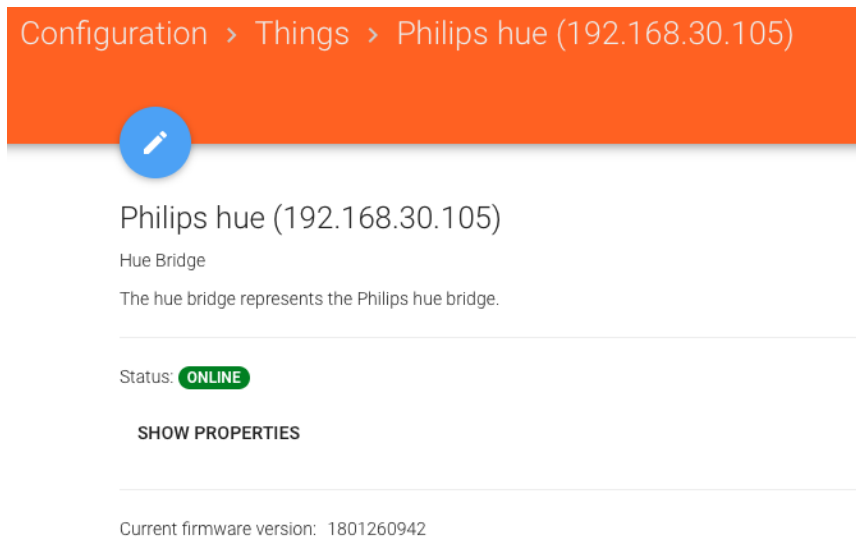 Configuration > Things > Philips hue (192.168.30.105)
Philips hue (192.168.30.105)
Hue Bridge
The hue bridge represents the Philips hue bridge.
Status: ONLINE
SHOW PROPERTIES
Current firmware version: 1801260942